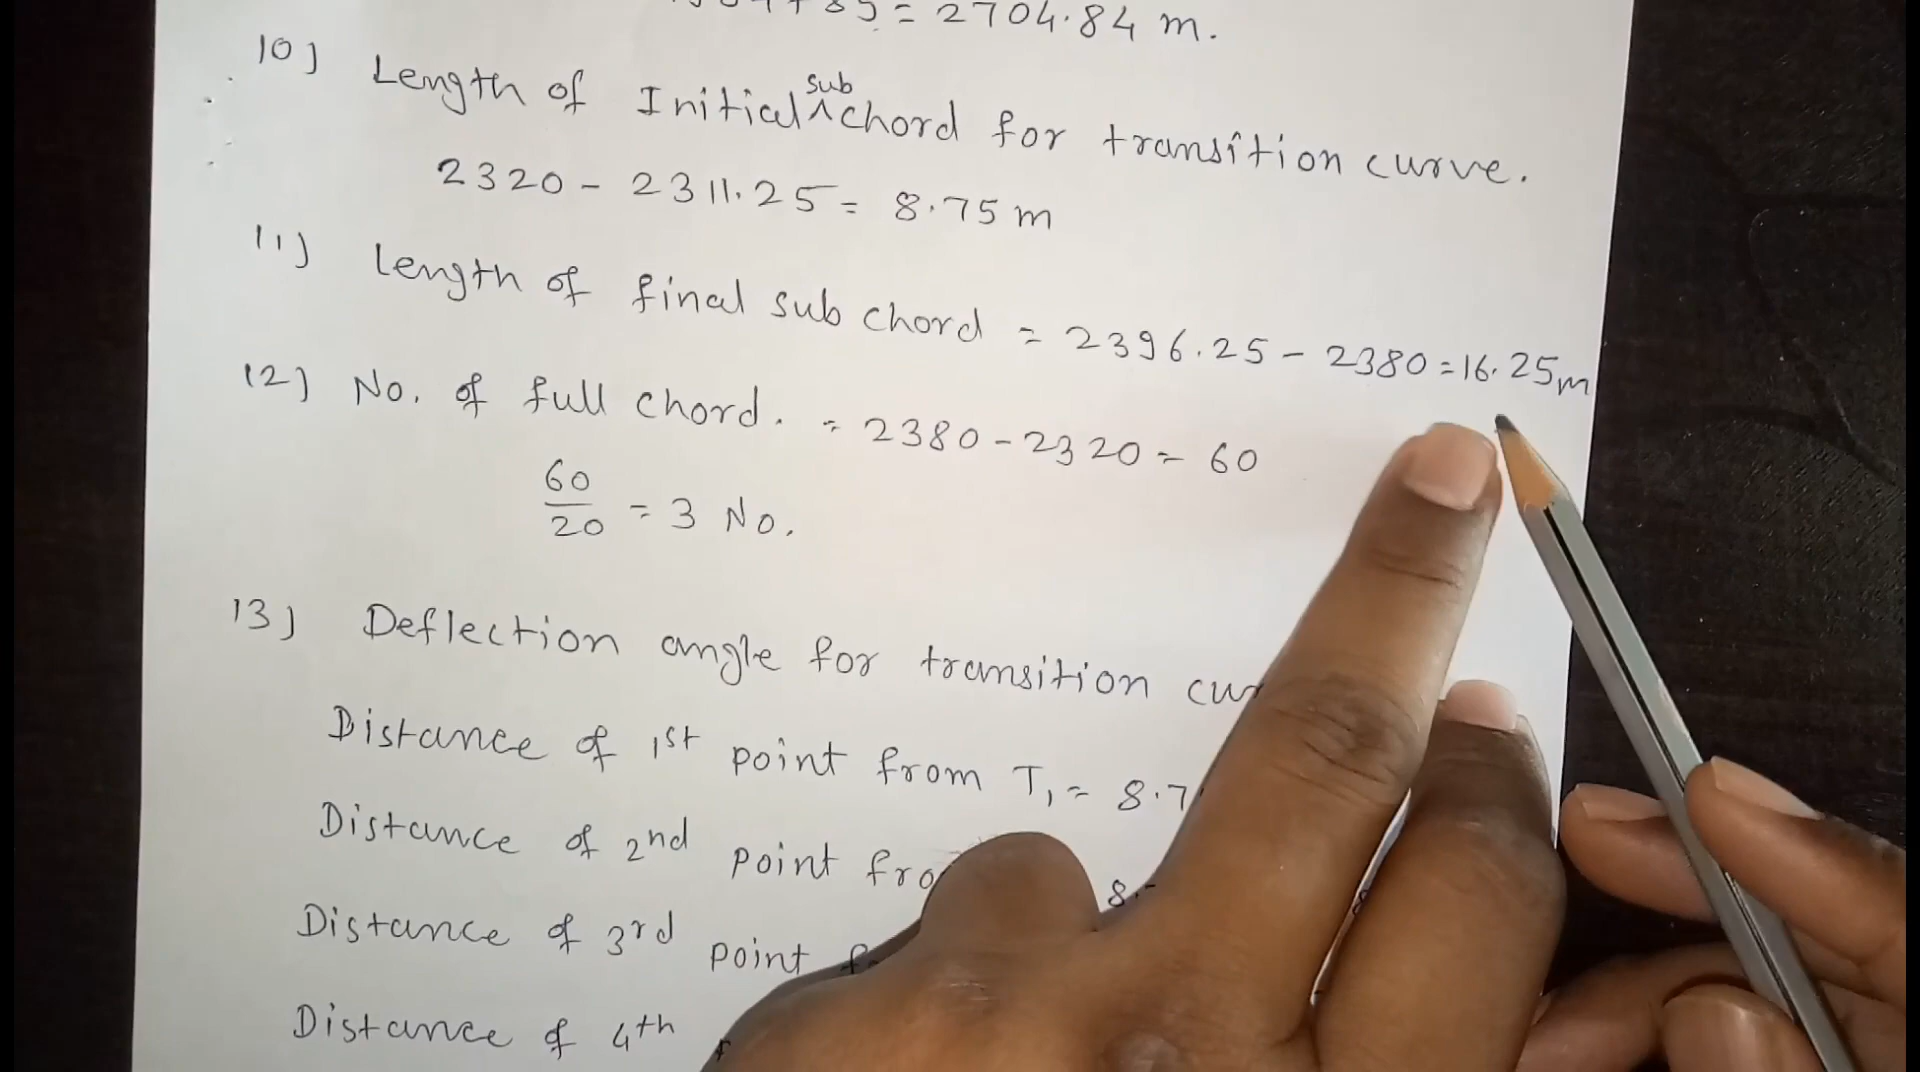 = 2704.84 m.
10) Length of Initial sub chord for transition curve.
2320 - 2311.25 = 8.75 m
11) Length of final sub chord = 2396.25 - 2380 = 16.25m
12) No. of full chord. = 2380 - 2320 = 60
60
20 = 3 No.
13) Deflection angle for transition
Distance of 1st point from T1 = 8.7
Distance of 2nd point 8.
Distance of 3rd point
Distance of 4th